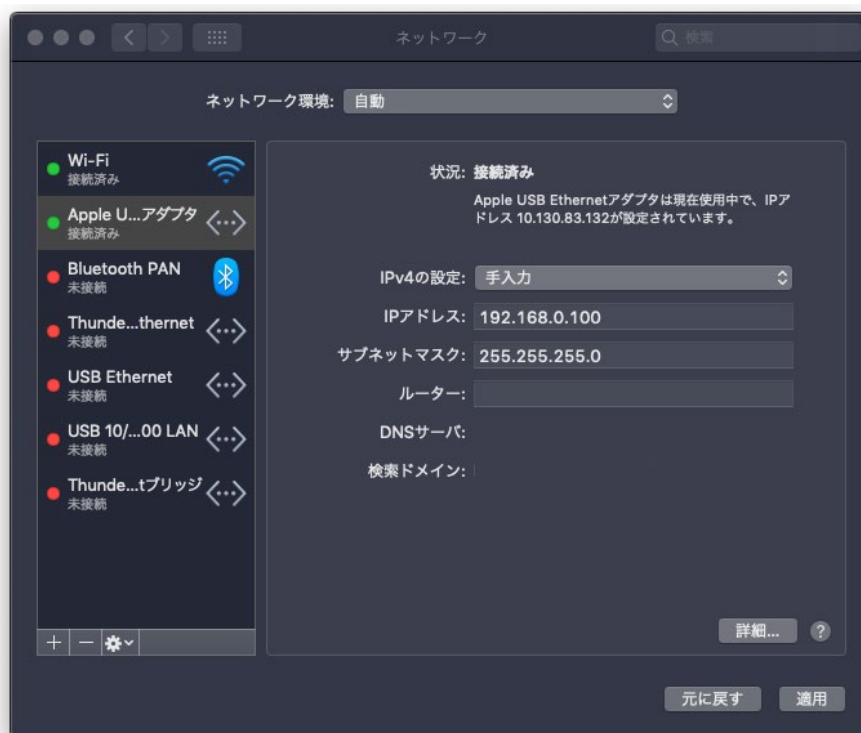 ネットワーク
検索
ネットワーク環境: 自動
Wi-Fi
接続済み
Apple U...アダプタ
接続済み
Bluetooth PAN
未接続
Thunde...thernet
未接続
USB Ethernet
未接続
USB 10/...00 LAN
未接続
Thunde...tブリッジ
未接続
状況: 接続済み
Apple USB Ethernetアダプタは現在使用中で、IPア
ドレス 10.130.83.132が設定されています。
IPv4の設定: 手入力
IPアドレス: 192.168.0.100
サブネットマスク: 255.255.255.0
ルーター:
DNSサーバ:
検索ドメイン:
詳細... ?
元に戻す 適用